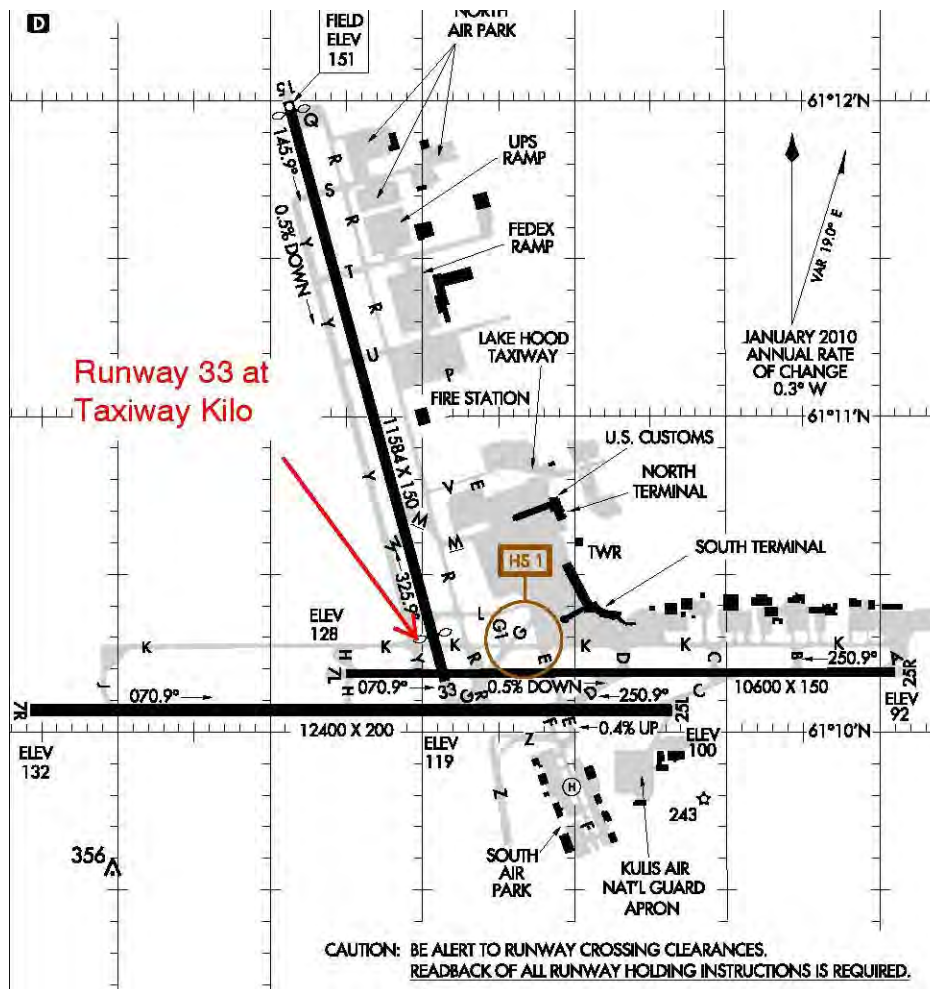 D
FIELD
ELEV
151
NORTH
AIR PARK
15
61°12'N
Q
145.9°
R
S
R
UPS
RAMP
0.5% DOWN
Y
Y
T
R
FEDEX
RAMP
VAR 19.0° E
Y
U
LAKE HOOD
TAXIWAY
JANUARY 2010
ANNUAL RATE
OF CHANGE
0.3° W
Runway 33 at
Taxiway Kilo
P
FIRE STATION
61°11'N
11584 X 150
U.S. CUSTOMS
Y
V
E
NORTH
TERMINAL
W
W
M
325.9°
R
HS 1
TWR
SOUTH TERMINAL
ELEV
128
L
G1
G
K
K
K
K
K
K
H
Y
R
E
D
C
B
250.9°
A
J
070.9°
7L
H
070.9°
33
G
R
0.5% DOWN
D
250.9°
C
10600 X 150
25R
7R
25L
ELEV
92
12400 X 200
F
E
0.4% UP
61°10'N
ELEV
132
ELEV
119
Z
Z
ELEV
100
H
F
243
356
SOUTH
AIR
PARK
KULIS AIR
NAT'L GUARD
APRON
CAUTION: BE ALERT TO RUNWAY CROSSING CLEARANCES.
READBACK OF ALL RUNWAY HOLDING INSTRUCTIONS IS REQUIRED.